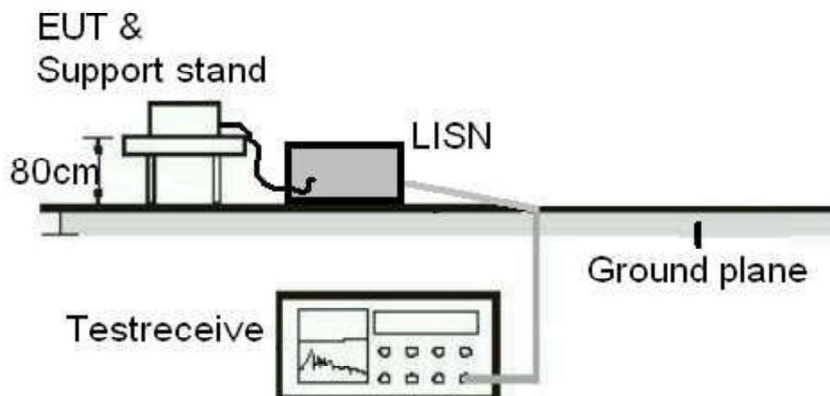 EUT &
Support stand
LISN
80cm
Ground plane
Testreceive